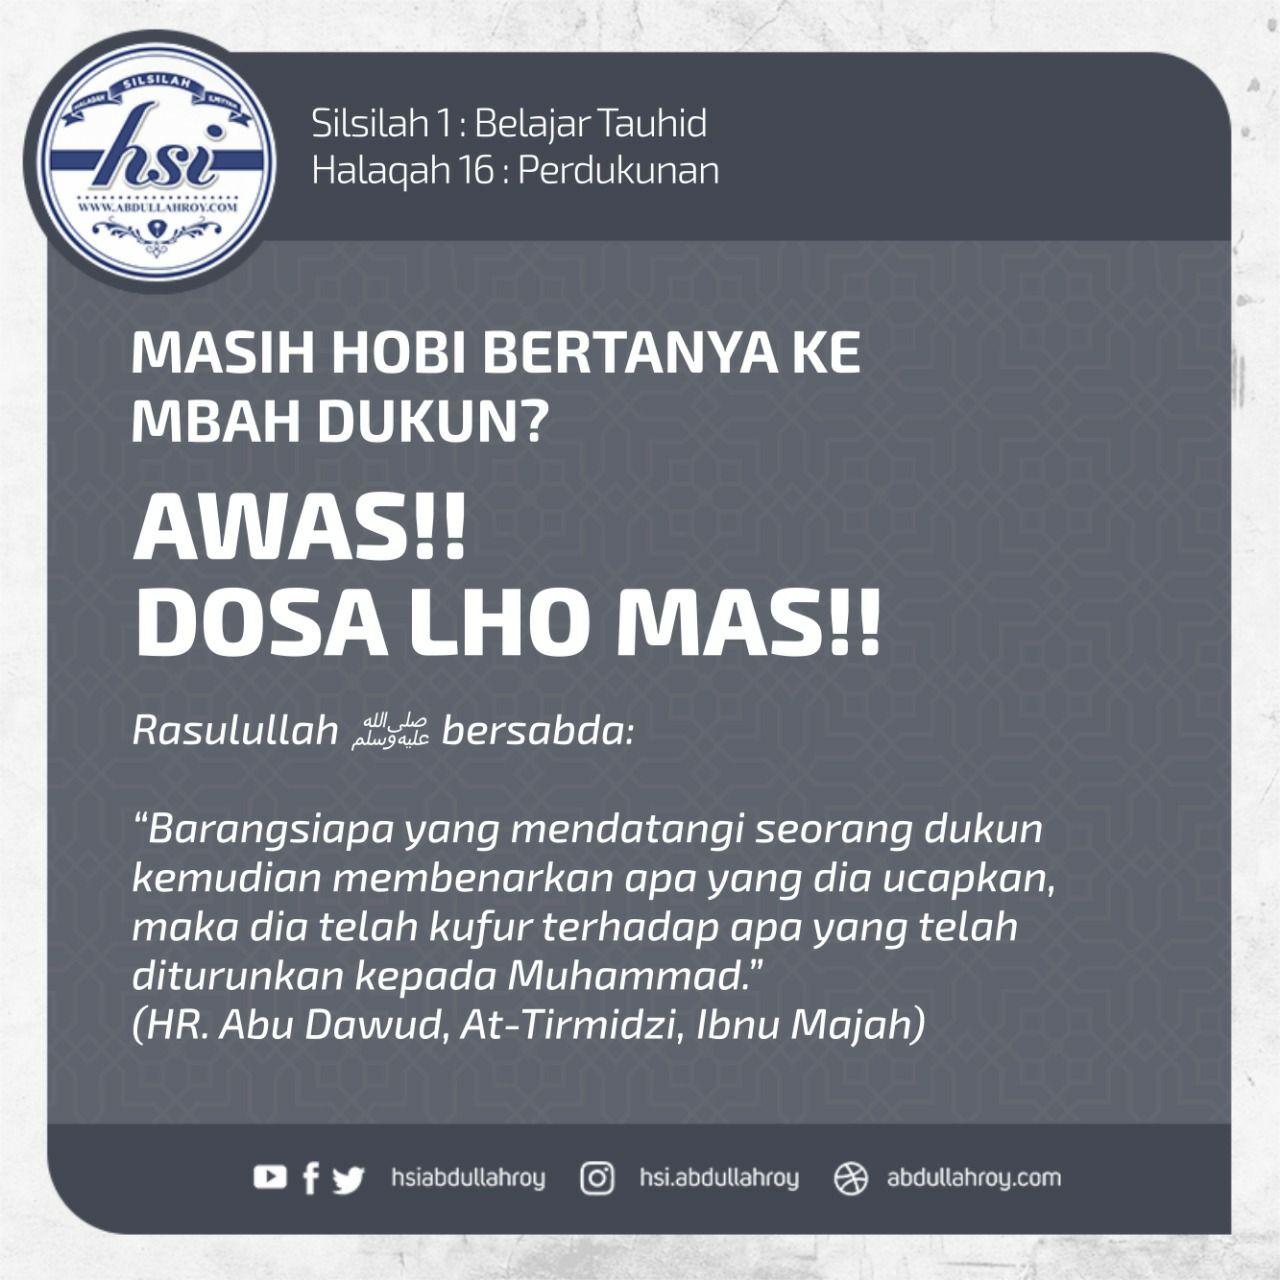 HALAQAH SILSILAH ILMIYYAH
hsi
WWW.ABDULLAHROY.COM
Silsilah 1 : Belajar Tauhid
Halaqah 16 : Perdukunan
MASIH HOBI BERTANYA KE
MBAH DUKUN?
AWAS!!
DOSA LHO MAS!!
Rasulullah ﷺ bersabda:
“Barangsiapa yang mendatangi seorang dukun
kemudian membenarkan apa yang dia ucapkan,
maka dia telah kufur terhadap apa yang telah
diturunkan kepada Muhammad.”
(HR. Abu Dawud, At-Tirmidzi, Ibnu Majah)
hsiabdullahroy hsi.abdullahroy abdullahroy.com